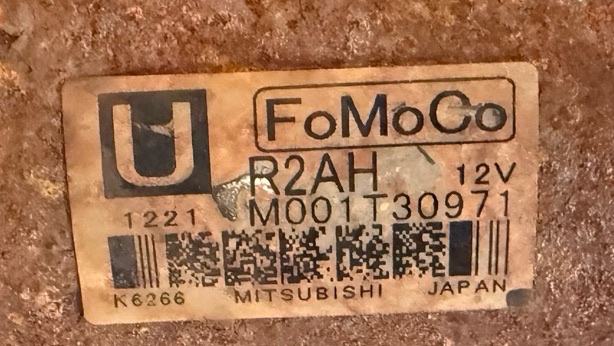 U
FoMoCo
R2AH 12V
1221 M001T30971
K6266 MITSUBISHI JAPAN